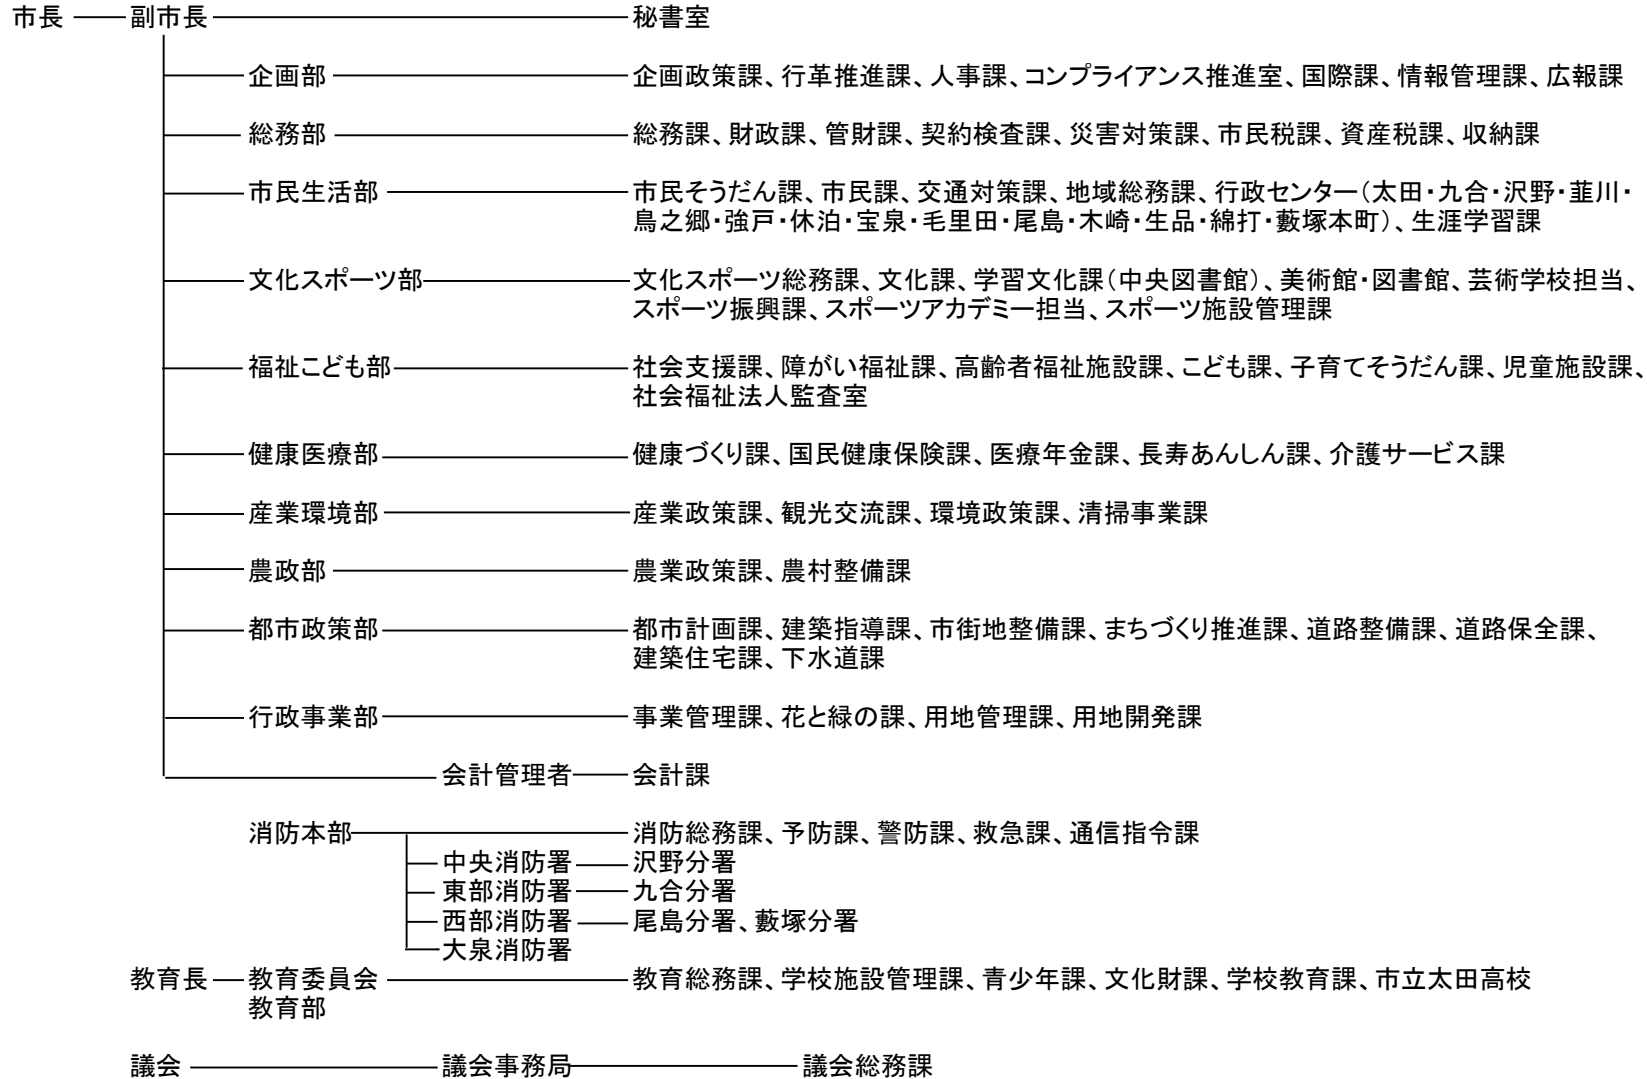 市長 副市長 秘書室
企画部 企画政策課、行革推進課、人事課、コンプライアンス推進室、国際課、情報管理課、広報課
総務部 総務課、財政課、管財課、契約検査課、災害対策課、市民税課、資産税課、収納課
市民生活部 市民そうだん課、市民課、交通対策課、地域総務課、行政センター（太田・九合・沢野・韮川・
鳥之郷・強戸・休泊・宝泉・毛里田・尾島・木崎・生品・綿打・藪塚本町）、生涯学習課
文化スポーツ部 文化スポーツ総務課、文化課、学習文化課（中央図書館）、美術館・図書館、芸術学校担当、
スポーツ振興課、スポーツアカデミー担当、スポーツ施設管理課
福祉こども部 社会支援課、障がい福祉課、高齢者福祉施設課、こども課、子育てそうだん課、児童施設課、
社会福祉法人監査室
健康医療部 健康づくり課、国民健康保険課、医療年金課、長寿あんしん課、介護サービス課
産業環境部 産業政策課、観光交流課、環境政策課、清掃事業課
農政部 農業政策課、農村整備課
都市政策部 都市計画課、建築指導課、市街地整備課、まちづくり推進課、道路整備課、道路保全課、
建築住宅課、下水道課
行政事業部 事業管理課、花と緑の課、用地管理課、用地開発課
会計管理者 会計課
消防本部 消防総務課、予防課、警防課、救急課、通信指令課
中央消防署 沢野分署
東部消防署 九合分署
西部消防署 尾島分署、藪塚分署
大泉消防署
教育長 教育委員会 教育総務課、学校施設管理課、青少年課、文化財課、学校教育課、市立太田高校
教育部
議会 議会事務局 議会総務課